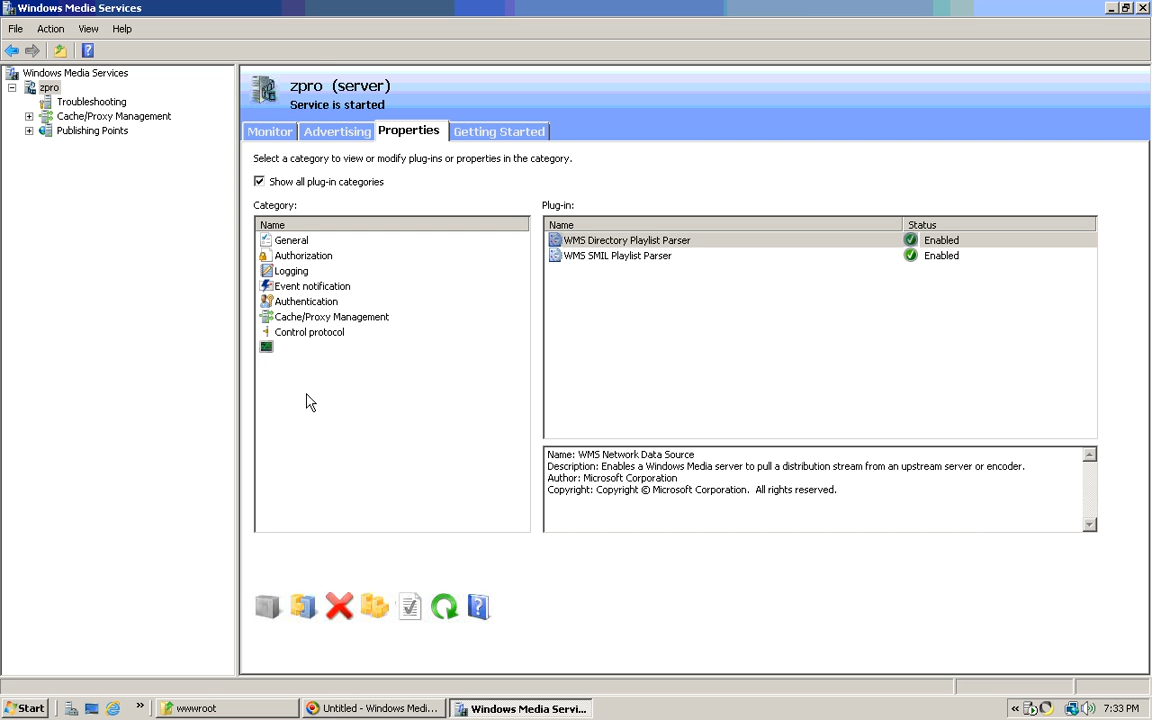 Windows Media Services
File Action View Help
Windows Media Services
zpro
Troubleshooting
Cache/Proxy Management
Publishing Points
zpro (server)
Service is started
Monitor Advertising Properties Getting Started
Select a category to view or modify plug-ins or properties in the category.
Show all plug-in categories
Category:
Name
General
Authorization
Logging
Event notification
Authentication
Cache/Proxy Management
Control protocol
Plug-in:
Name Status
WMS Directory Playlist Parser Enabled
WMS SMIL Playlist Parser Enabled
Name: WMS Network Data Source
Description: Enables a Windows Media server to pull a distribution stream from an upstream server or encoder.
Author: Microsoft Corporation
Copyright: Copyright © Microsoft Corporation. All rights reserved.
Start » wwwroot Untitled - Windows Medi... Windows Media Servi... « 7:33 PM